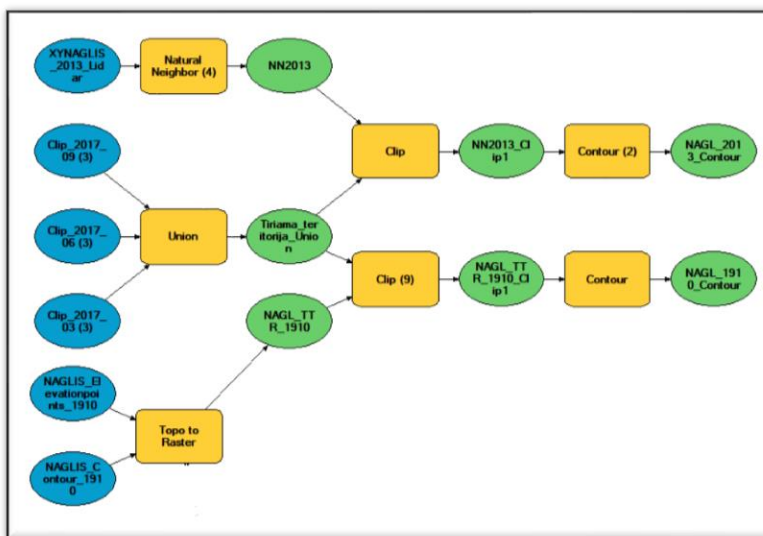 XYNAGLIS
_2013_Lid
ar
Natural
Neighbor (4)
NN2013
Clip_2017_
09 (3)
Clip
NN2013_Cl
ip1
Contour (2)
NAGL_201
3_Contour
Clip_2017_
06 (3)
Union
Tiriama_ter
itorija_Unio
n
Clip (9)
NAGL_TT
R_1910_Cl
ip1
Contour
NAGL_191
0_Contour
Clip_2017_
03 (3)
NAGL_TT
R_1910
NAGLIS_El
evationpoi
nts_1910
Topo to
Raster
NAGLIS_C
ontour_191
0